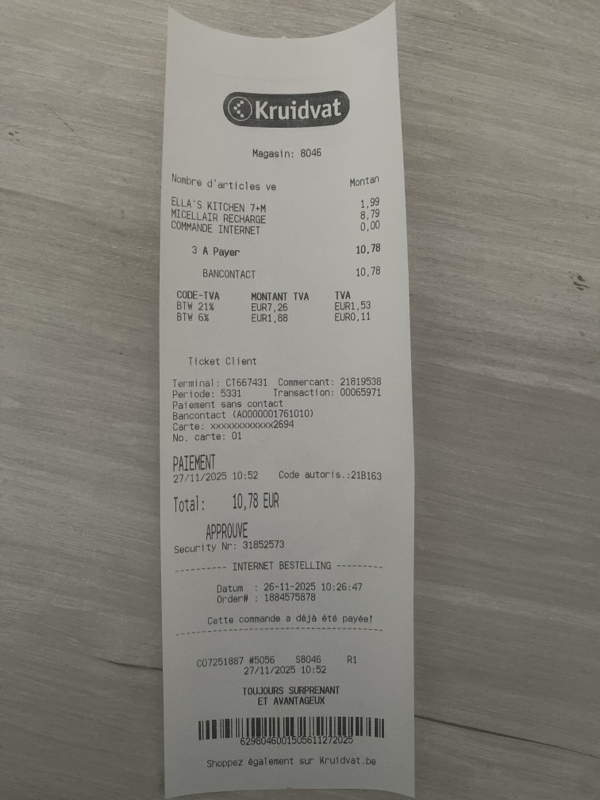 Kruidvat
Magasin: 8046
Nombre d'articles ve Montan
ELLA'S KITCHEN 7+M 1,99
MICELLAIR RECHARGE 8,79
COMMANDE INTERNET 0,00
3 A Payer 10,78
BANCONTACT 10,78
CODE-TVA MONTANT TVA TVA
BTW 21% EUR7,26 EUR1,53
BTW 6% EUR1,88 EUR0,11
Ticket Client
Terminal: CT667431 Commercant: 21819538
Periode: 5331 Transaction: 00065971
Paiement sans contact
Bancontact (A0000001761010)
Carte: xxxxxxxxxxxx2694
No. carte: 01
PAIEMENT
27/11/2025 10:52 Code autoris.:21B163
Total: 10,78 EUR
APPROUVE
Security Nr: 31852573
---------- INTERNET BESTELLING ---------
Datum : 26-11-2025 10:26:47
Order# : 1884575878
Cette commande a déjà été payée!
----------------------------------------
C07251887 #5056 S8046 R1
27/11/2025 10:52
TOUJOURS SURPRENANT
ET AVANTAGEUX
6298046001505611272025
Shoppez également sur Kruidvat.be